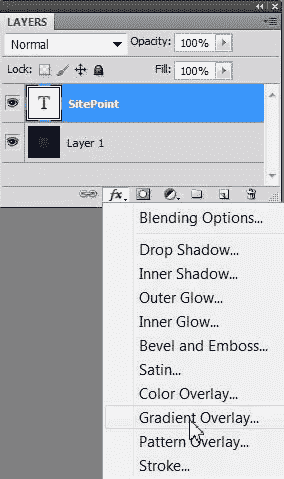 LAYERS
Normal Opacity: 100%
Lock: Fill: 100%
T SitePoint
Layer 1
fx
Blending Options...
Drop Shadow...
Inner Shadow...
Outer Glow...
Inner Glow...
Bevel and Emboss...
Satin...
Color Overlay...
Gradient Overlay...
Pattern Overlay...
Stroke...